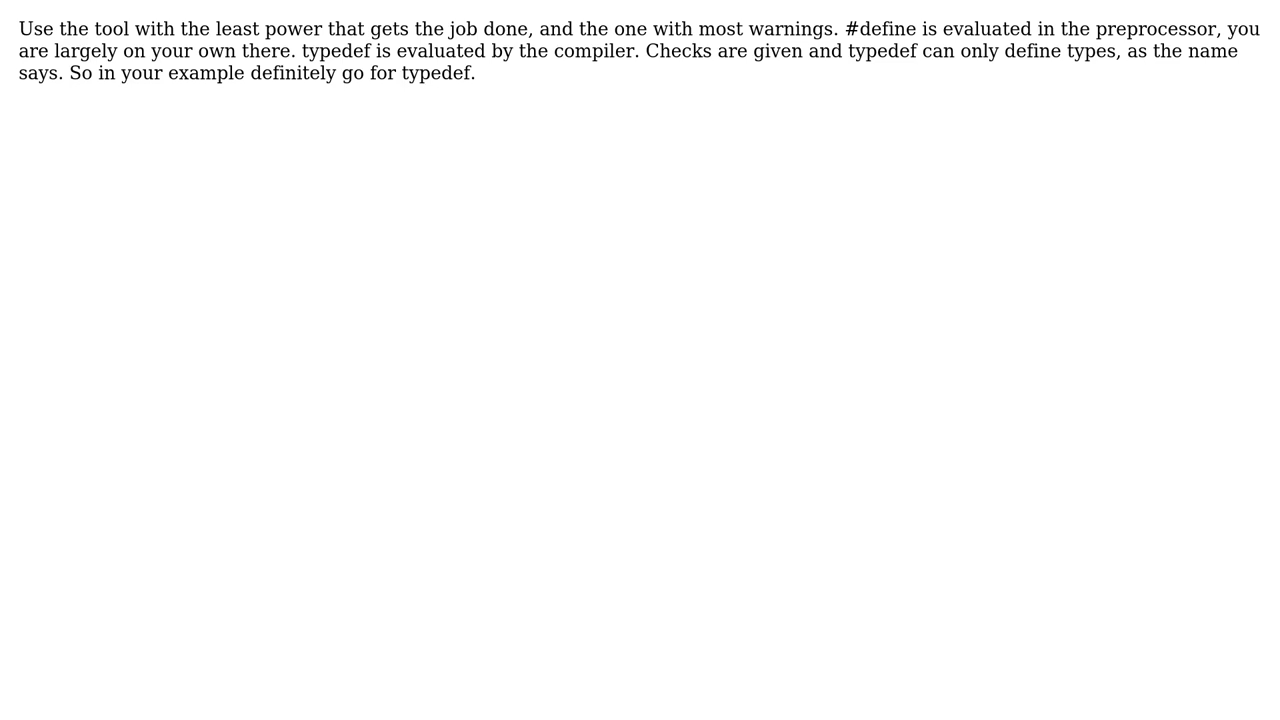 Use the tool with the least power that gets the job done, and the one with most warnings. #define is evaluated in the preprocessor, you
are largely on your own there. typedef is evaluated by the compiler. Checks are given and typedef can only define types, as the name
says. So in your example definitely go for typedef.